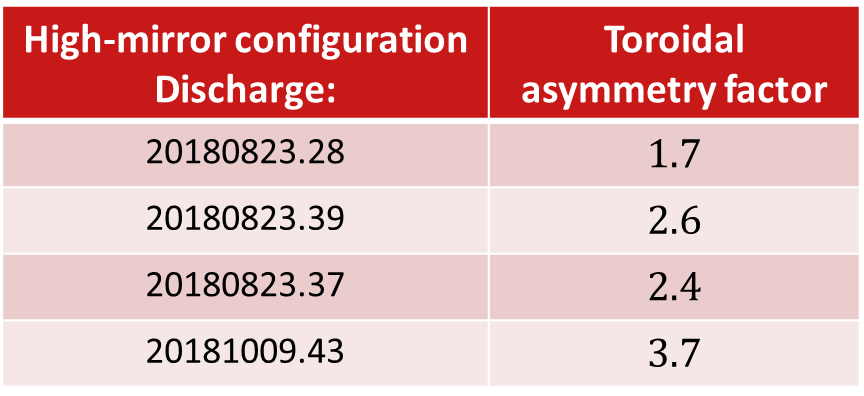 High-mirror configuration Toroidal
Discharge: asymmetry factor
20180823.28 1.7
20180823.39 2.6
20180823.37 2.4
20181009.43 3.7